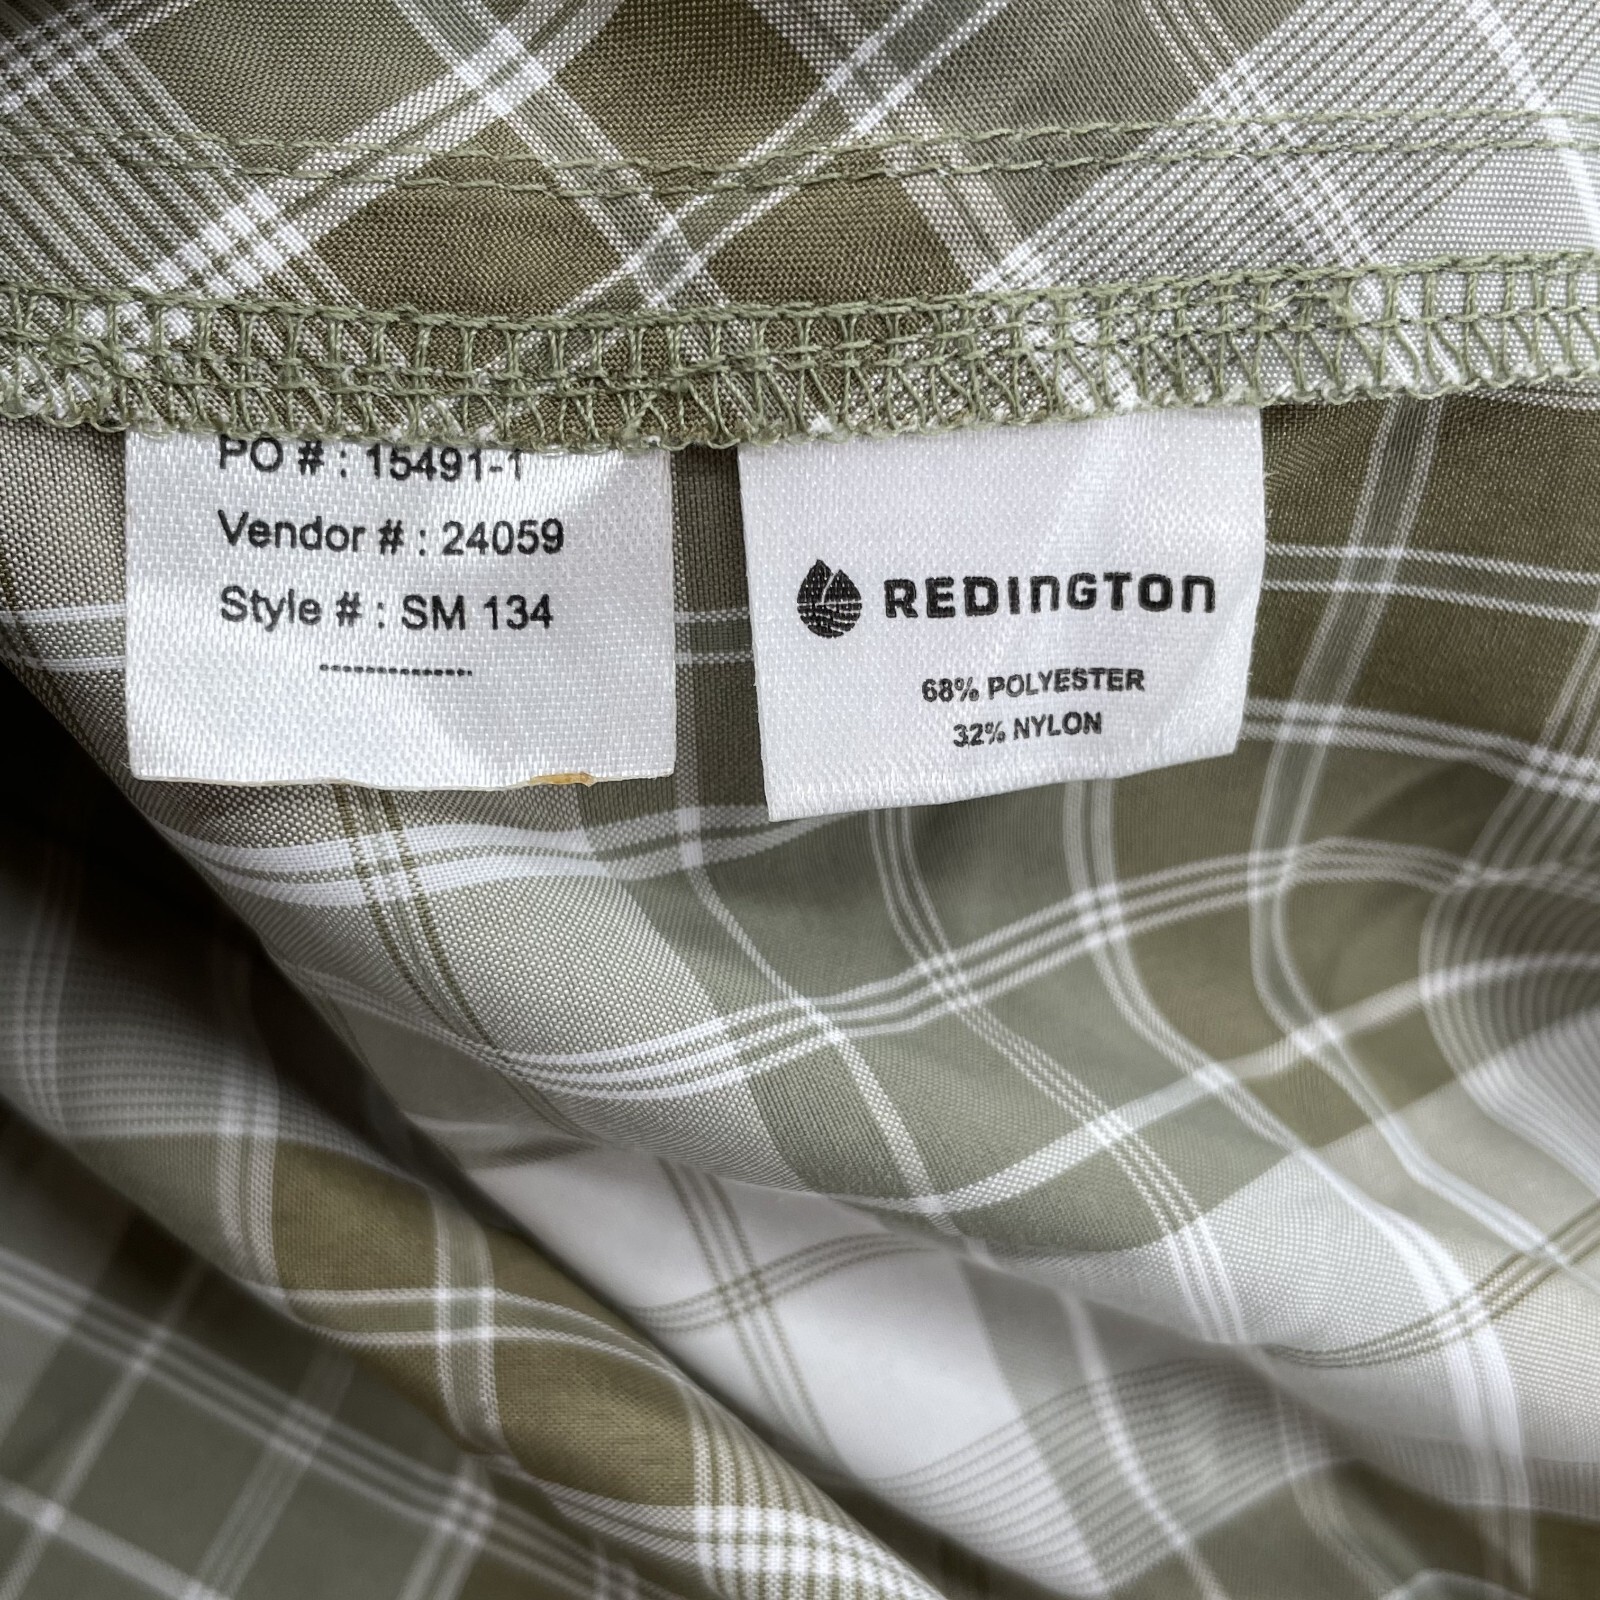 PO # : 15491-1
Vendor # : 24059
Style # : SM 134
REDINGTON
68% POLYESTER
32% NYLON